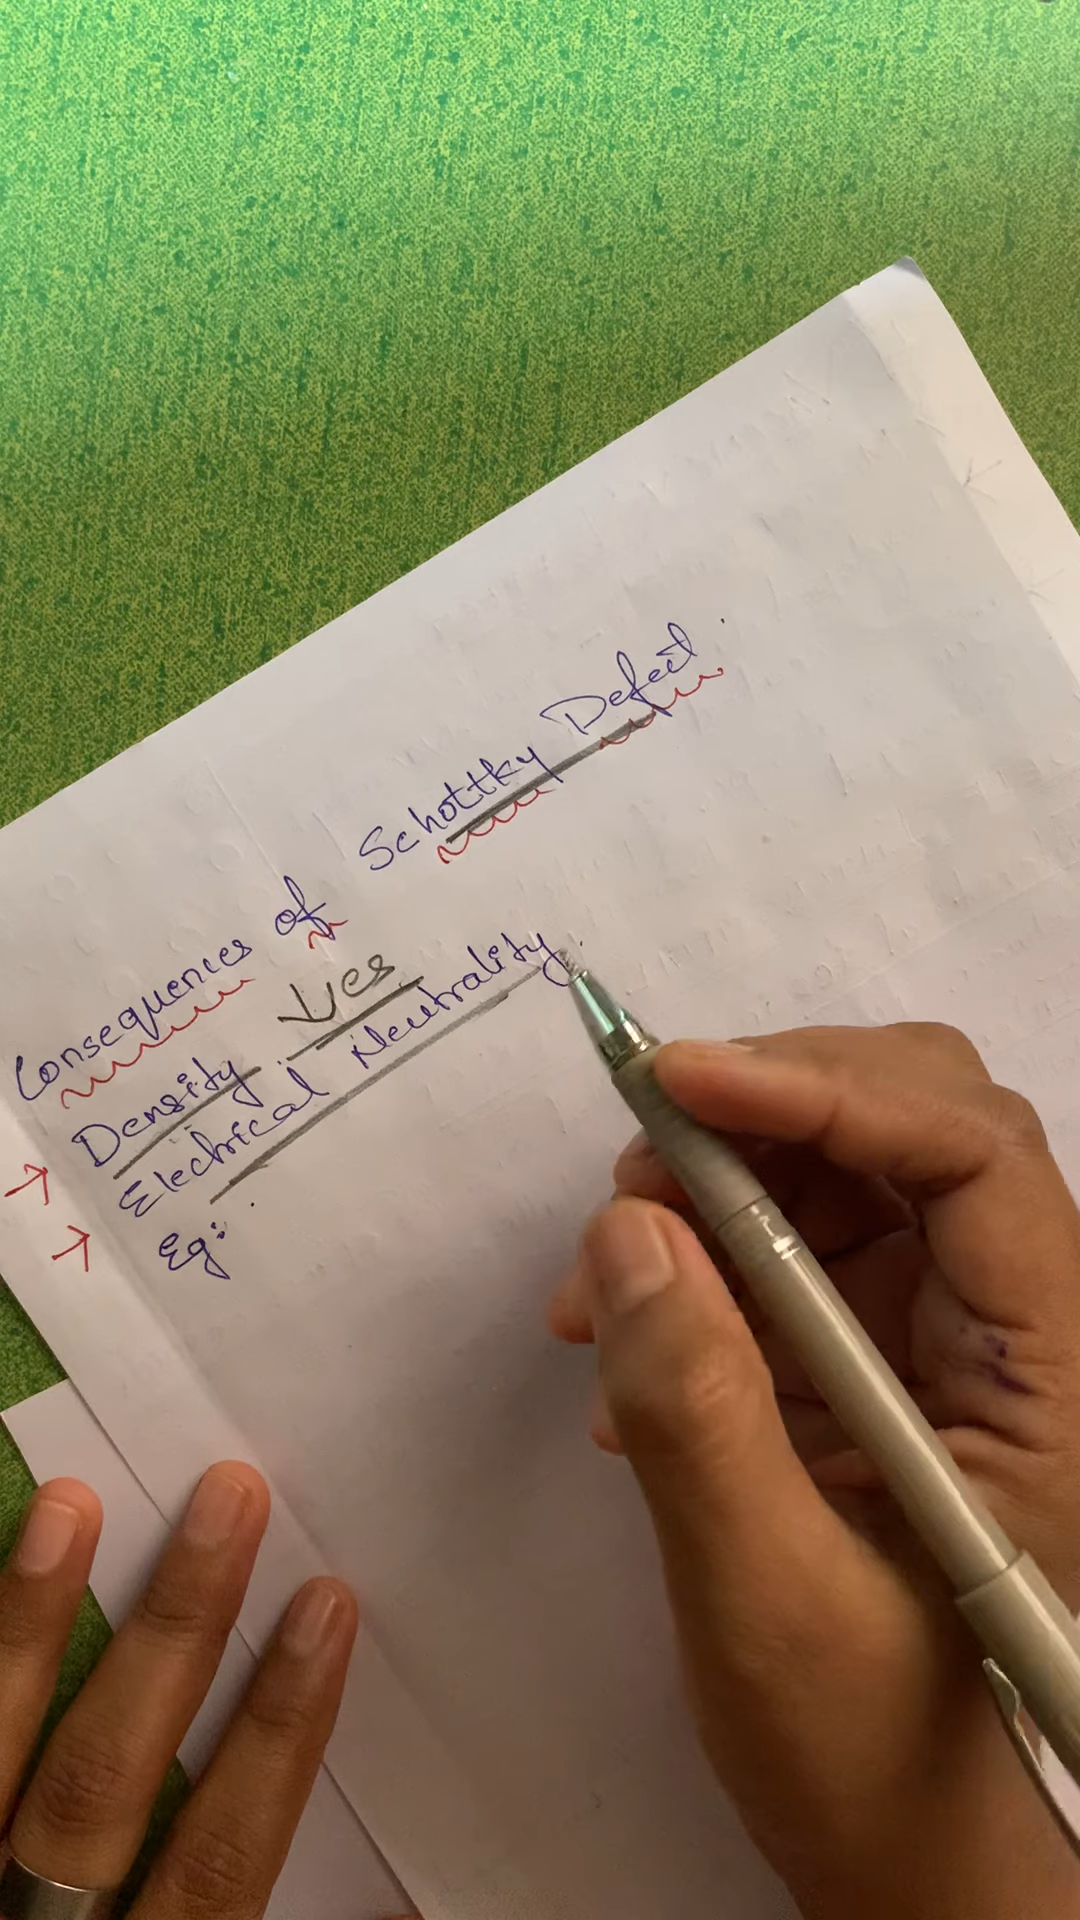 Consequences of Schottky Defect.
→ Density ↓es
→ Electrical Neutrality.
Eg: